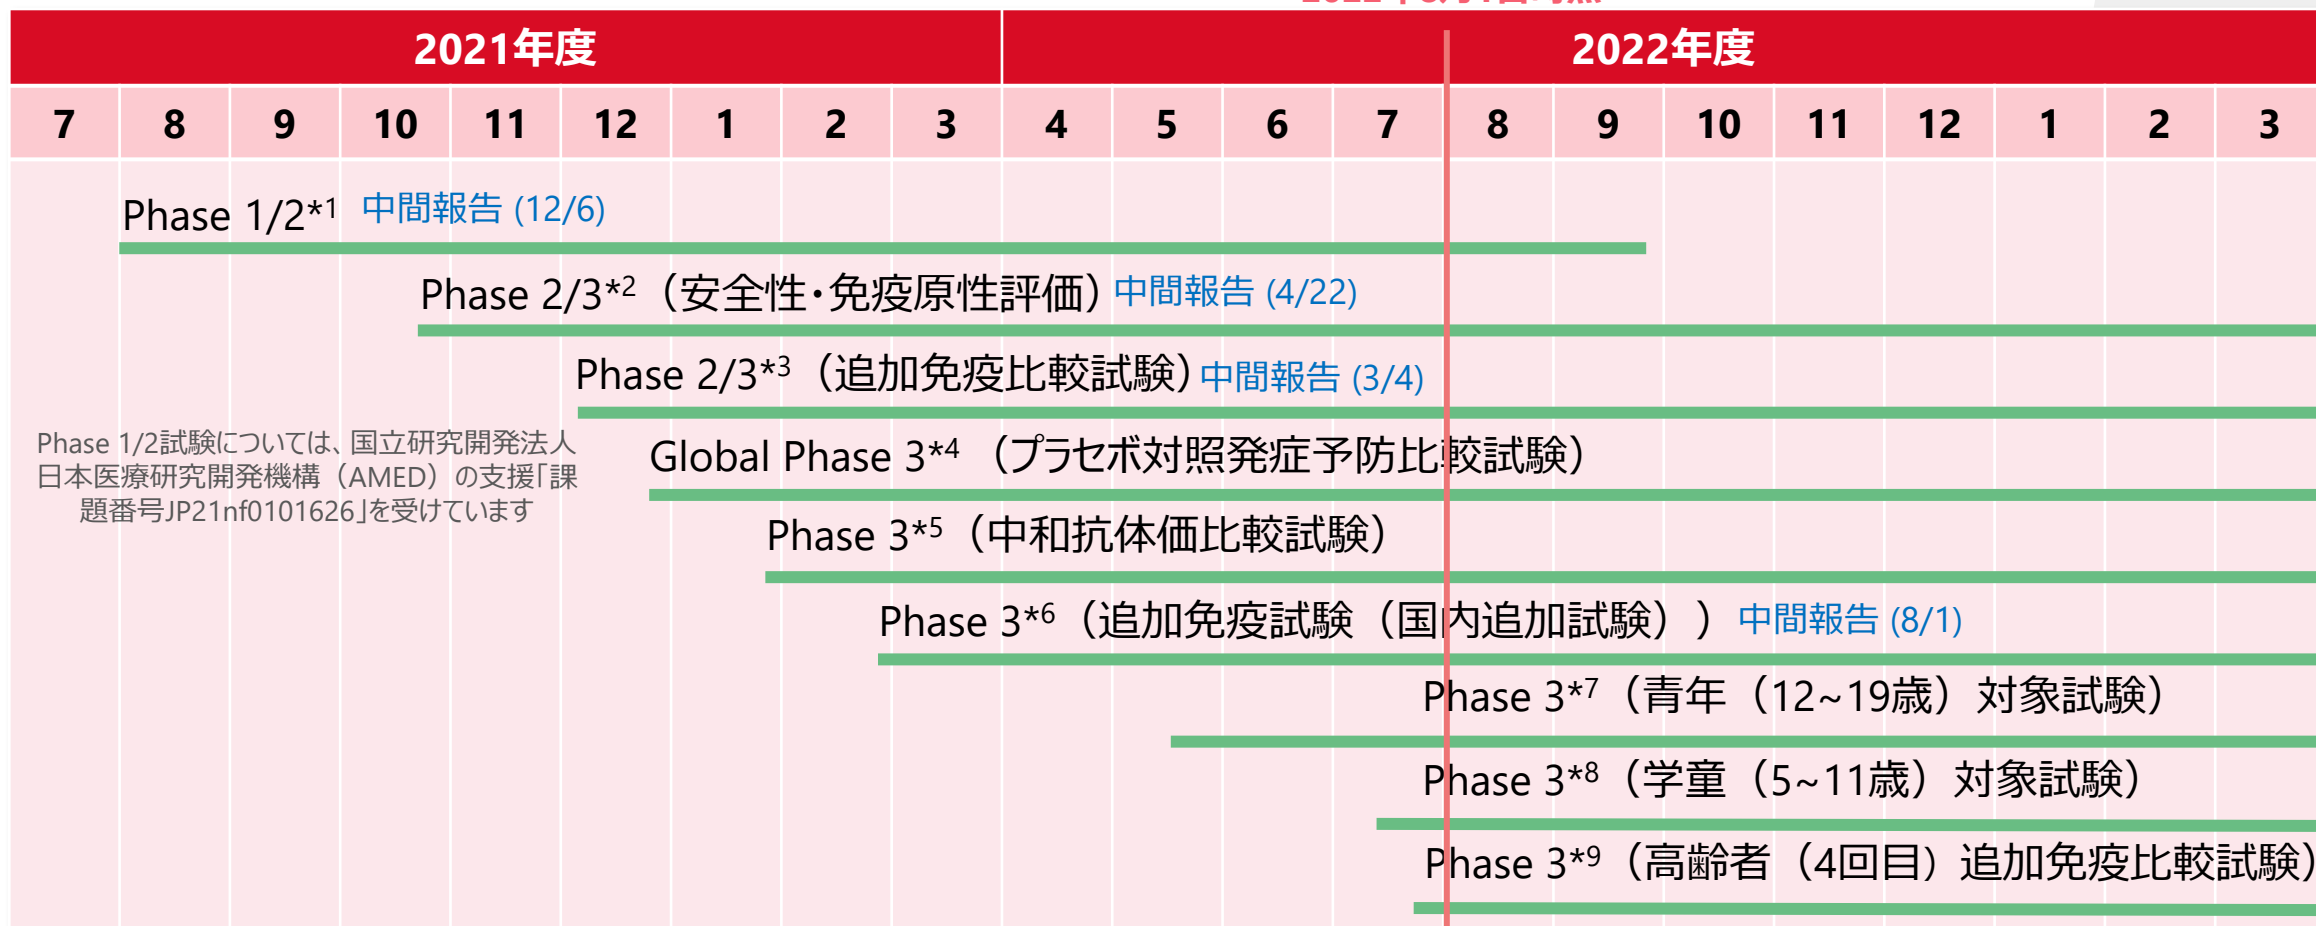 2021年度
2022年度
7 8 9 10 11 12 1 2 3 4 5 6 7 8 9 10 11 12 1 2 3
Phase 1/2*1 中間報告 (12/6)
Phase 2/3*2（安全性・免疫原性評価）中間報告 (4/22)
Phase 2/3*3（追加免疫比較試験）中間報告 (3/4)
Phase 1/2試験については、国立研究開発法人
日本医療研究開発機構（AMED）の支援「課
題番号JP21nf0101626」を受けています
Global Phase 3*4（プラセボ対照発症予防比較試験）
Phase 3*5（中和抗体価比較試験）
Phase 3*6（追加免疫試験（国内追加試験））中間報告 (8/1)
Phase 3*7（青年（12~19歳）対象試験）
Phase 3*8（学童（5~11歳）対象試験）
Phase 3*9（高齢者（4回目）追加免疫比較試験）